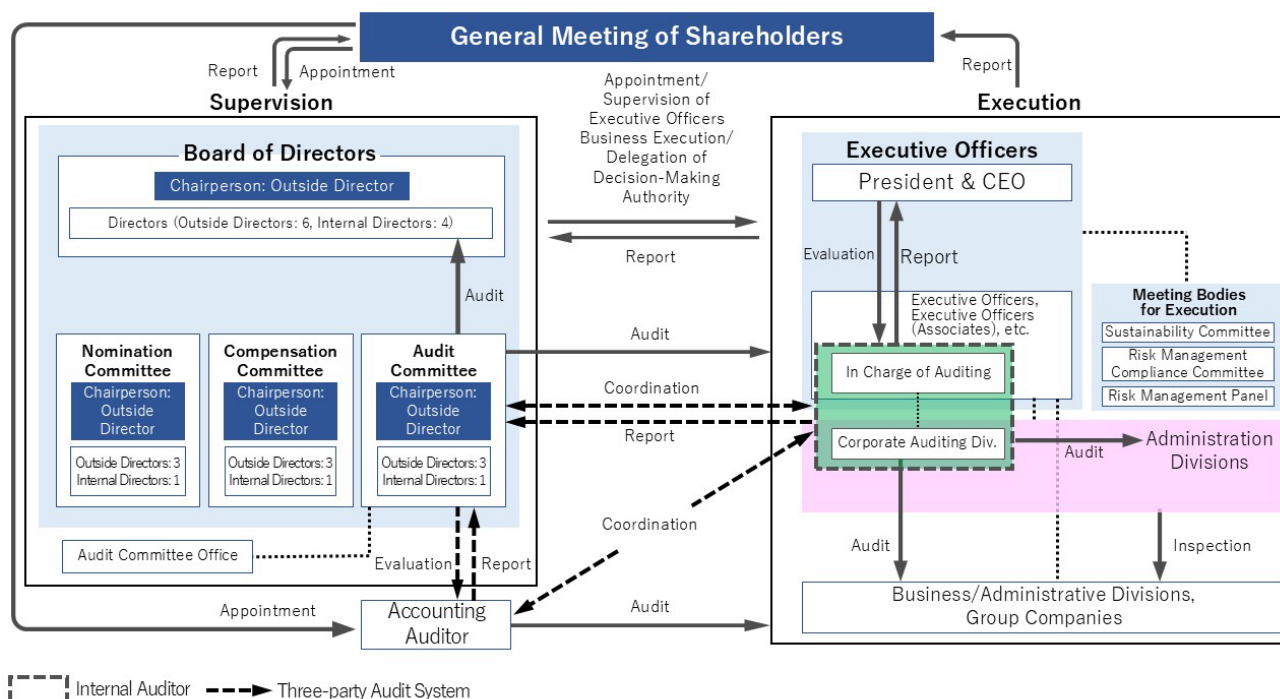 General Meeting of Shareholders
Report
Appointment
Report
Supervision
Appointment/
Supervision of
Executive Officers
Business Execution/
Delegation of
Decision-Making
Authority
Execution
Board of Directors
Chairperson: Outside Director
Directors (Outside Directors: 6, Internal Directors: 4)
Report
Audit
Nomination
Committee
Chairperson:
Outside
Director
Outside Directors: 3
Internal Directors: 1
Compensation
Committee
Chairperson:
Outside
Director
Outside Directors: 3
Internal Directors: 1
Audit
Committee
Chairperson:
Outside
Director
Outside Directors: 3
Internal Directors: 1
Audit
Coordination
Report
Coordination
Audit Committee Office
Evaluation
Report
Appointment
Accounting
Auditor
Audit
Executive Officers
President & CEO
Evaluation
Report
Executive Officers,
Executive Officers
(Associates), etc.
In Charge of Auditing
Corporate Auditing Div.
Meeting Bodies
for Execution
Sustainability Committee
Risk Management
Compliance Committee
Risk Management Panel
Audit
Administration
Divisions
Audit
Inspection
Business/Administrative Divisions,
Group Companies
Internal Auditor
Three-party Audit System